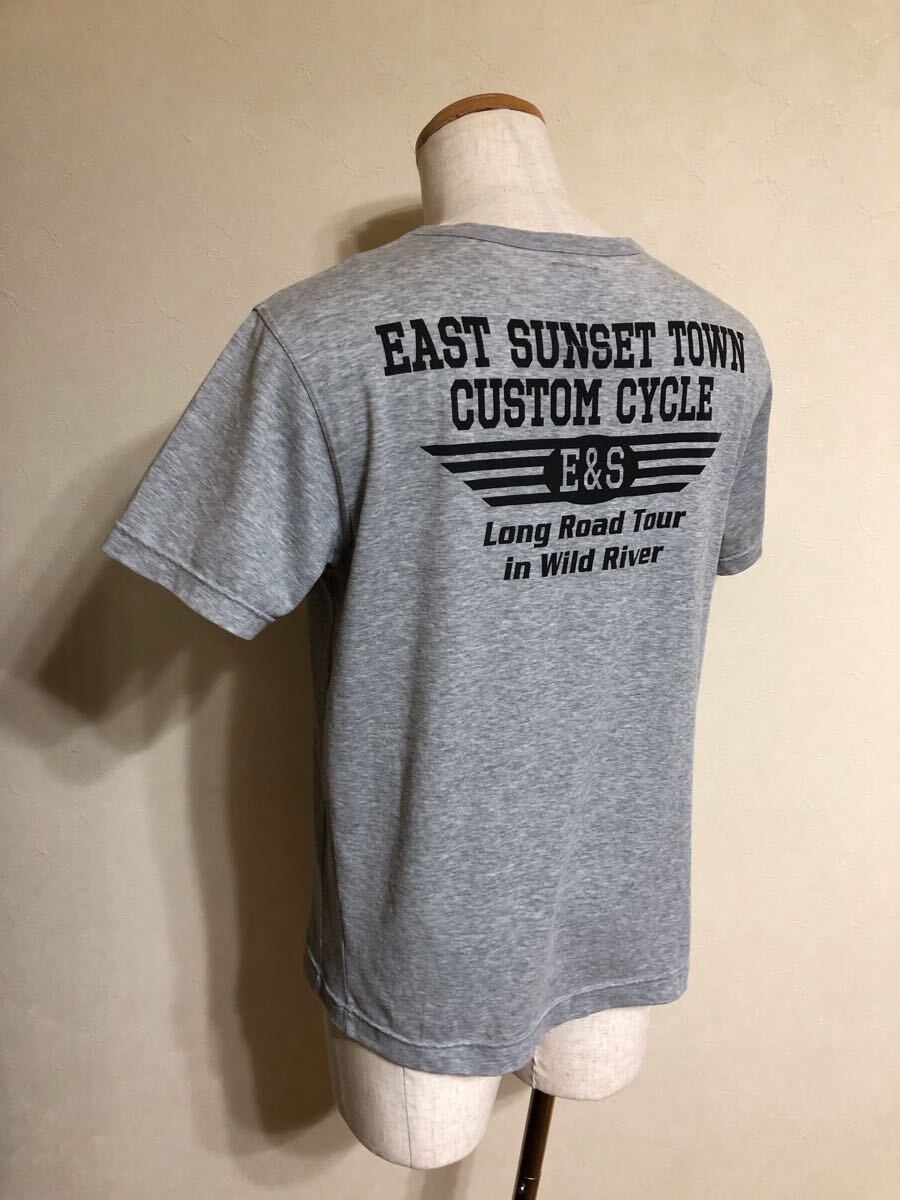 EAST SUNSET TOWN
CUSTOM CYCLE
E&S
Long Road Tour
in Wild River